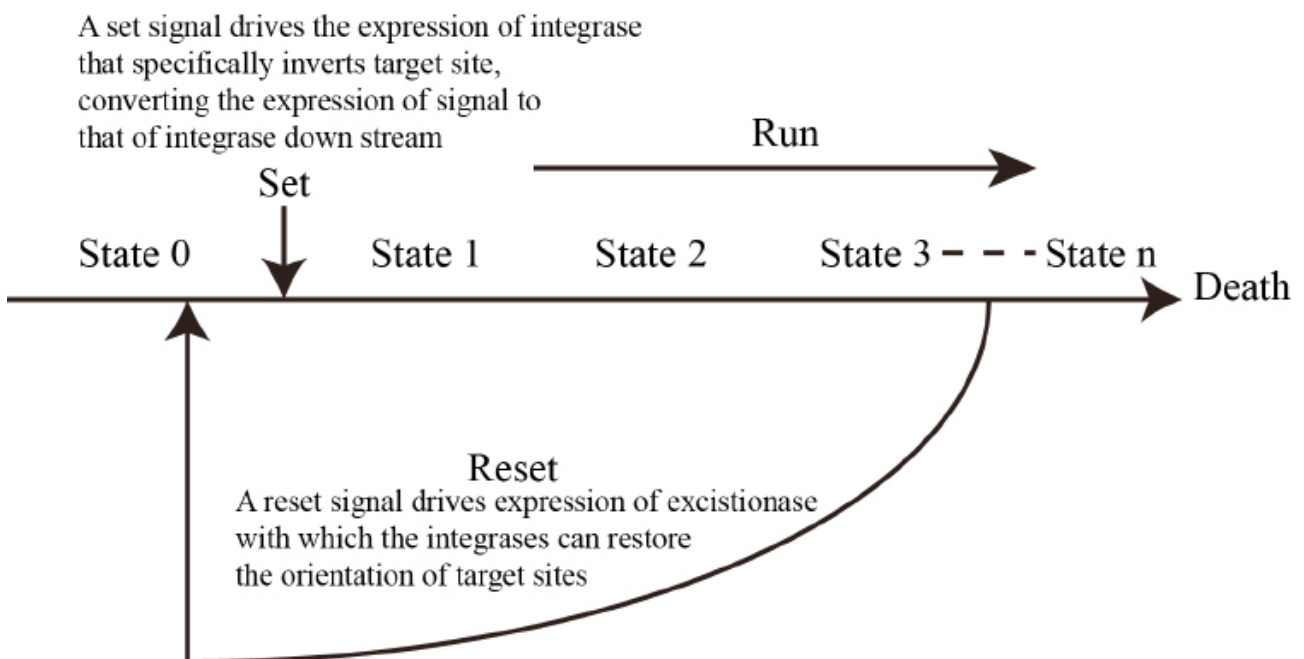 A set signal drives the expression of integrase
that specifically inverts target site,
converting the expression of signal to
that of integrase down stream
Run
Set
State 0
State 1
State 2
State 3
State n
Death
Reset
A reset signal drives expression of excistionase
with which the integrases can restore
the orientation of target sites